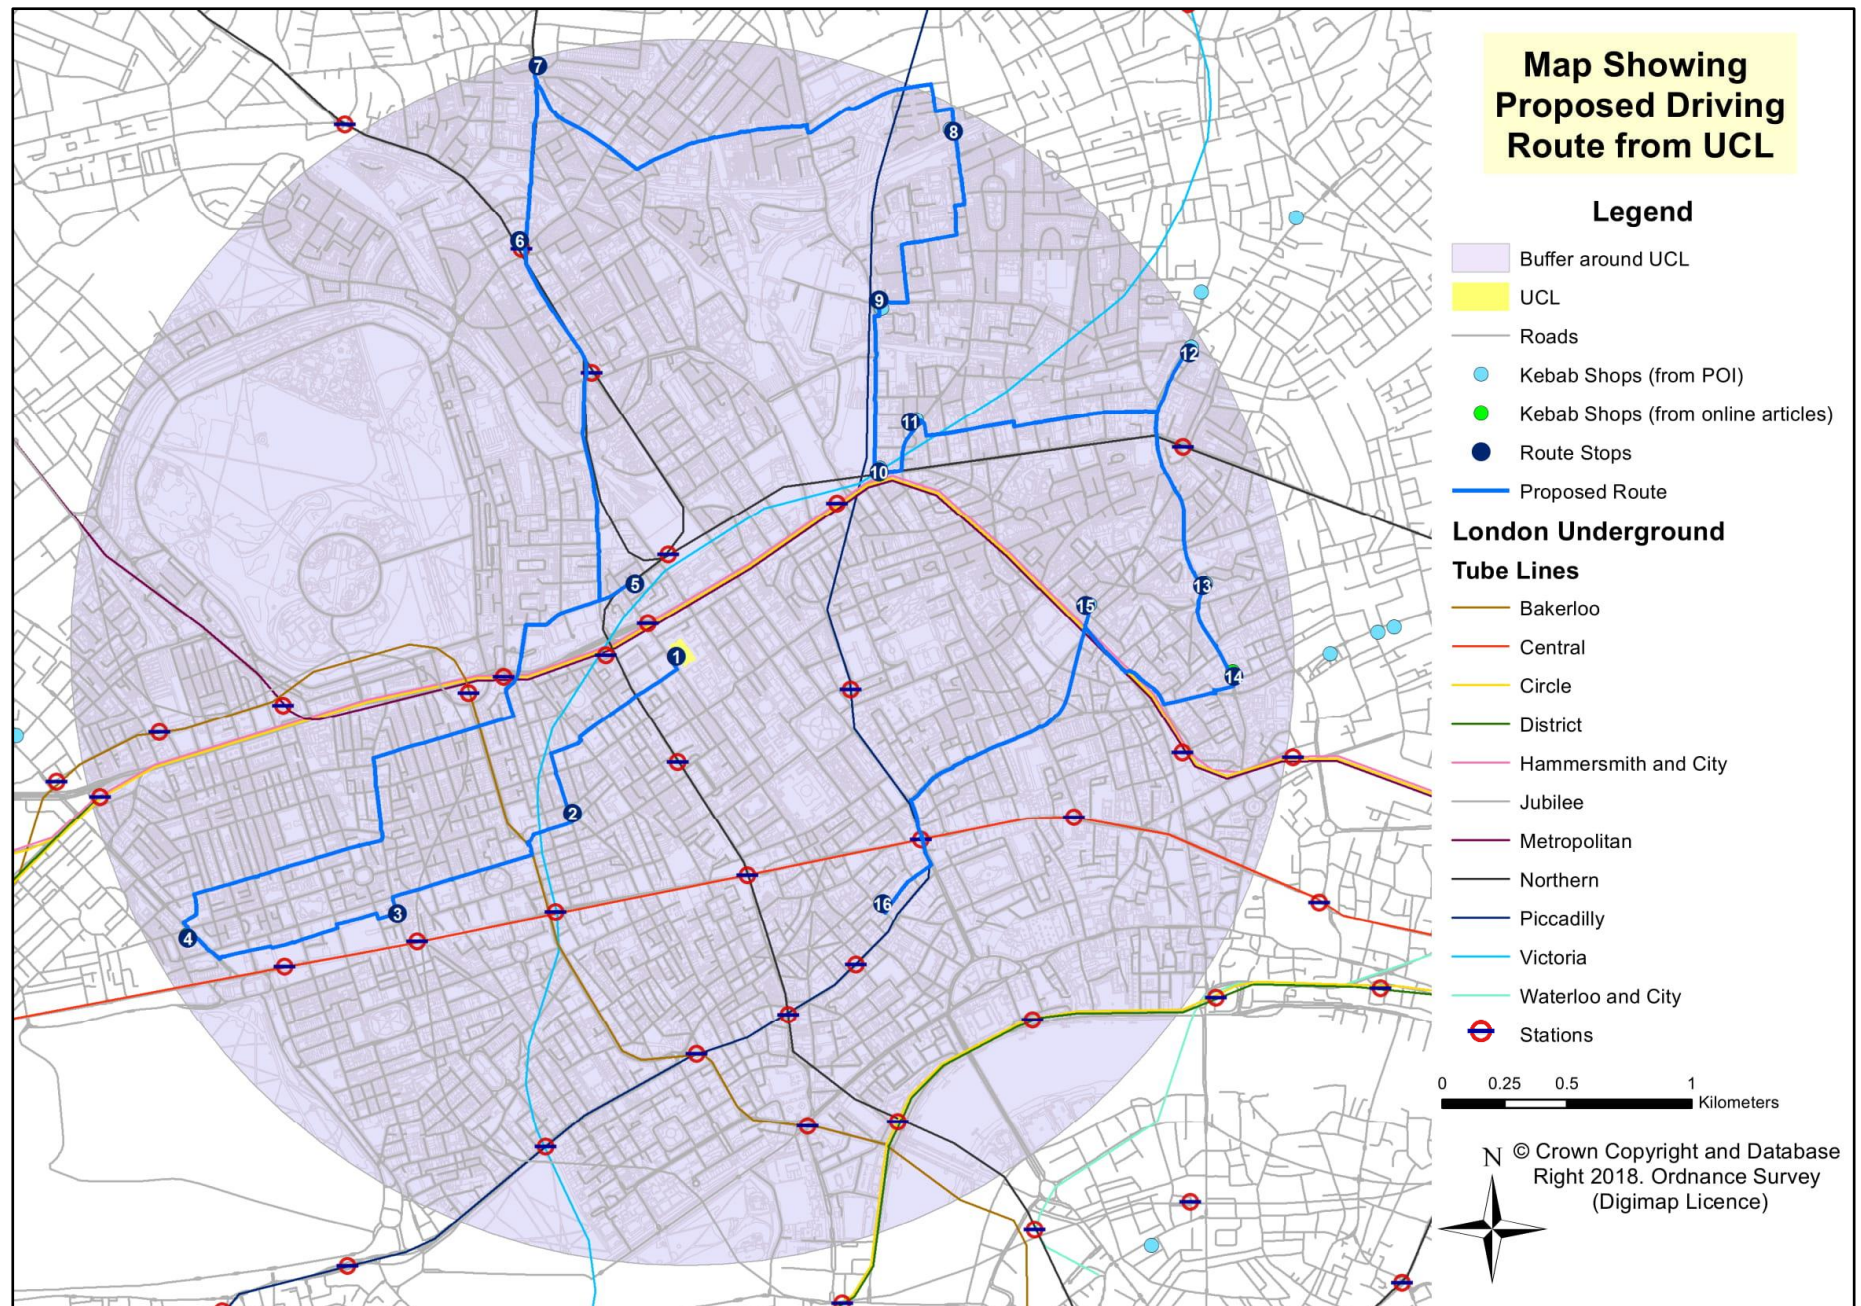 Map Showing
Proposed Driving
Route from UCL
Legend
Buffer around UCL
UCL
Roads
Kebab Shops (from POI)
Kebab Shops (from online articles)
Route Stops
Proposed Route
London Underground
Tube Lines
Bakerloo
Central
Circle
District
Hammersmith and City
Jubilee
Metropolitan
Northern
Piccadilly
Victoria
Waterloo and City
Stations
0 0.25 0.5 1
Kilometers
N
© Crown Copyright and Database
Right 2018. Ordnance Survey
(Digimap Licence)
7
8
6
9
12
11
10
5
13
15
1
14
2
16
3
4